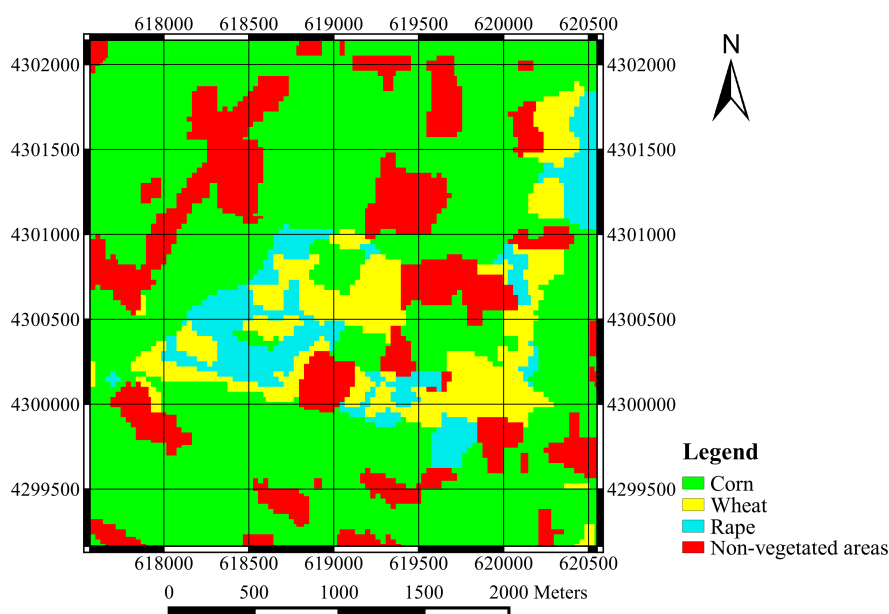 618000 618500 619000 619500 620000 620500
N
4302000 4302000
4301500 4301500
4301000 4301000
4300500 4300500
4300000 4300000
Legend
4299500 4299500
Corn
Wheat
Rape
Non-vegetated areas
618000 618500 619000 619500 620000 620500
0 500 1000 1500 2000 Meters